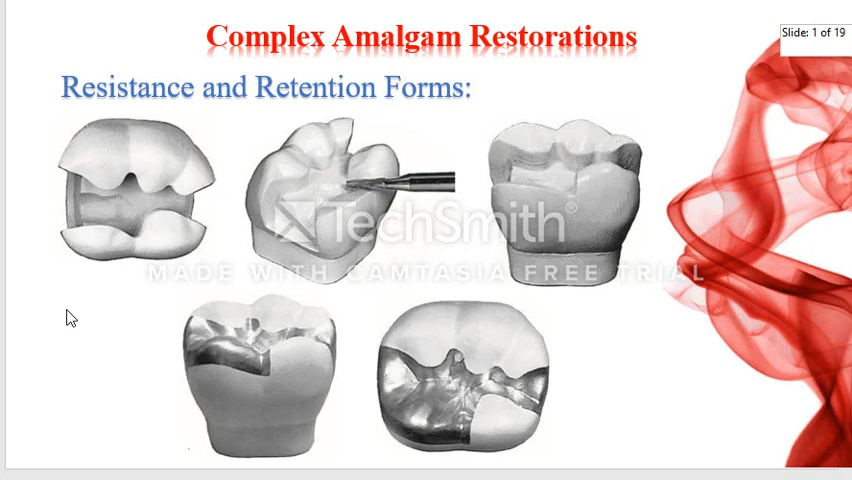 Complex Amalgam Restorations
Slide: 1 of 19
Resistance and Retention Forms:
TechSmith®
MADE WITH CAMTASIA FREE TRIAL